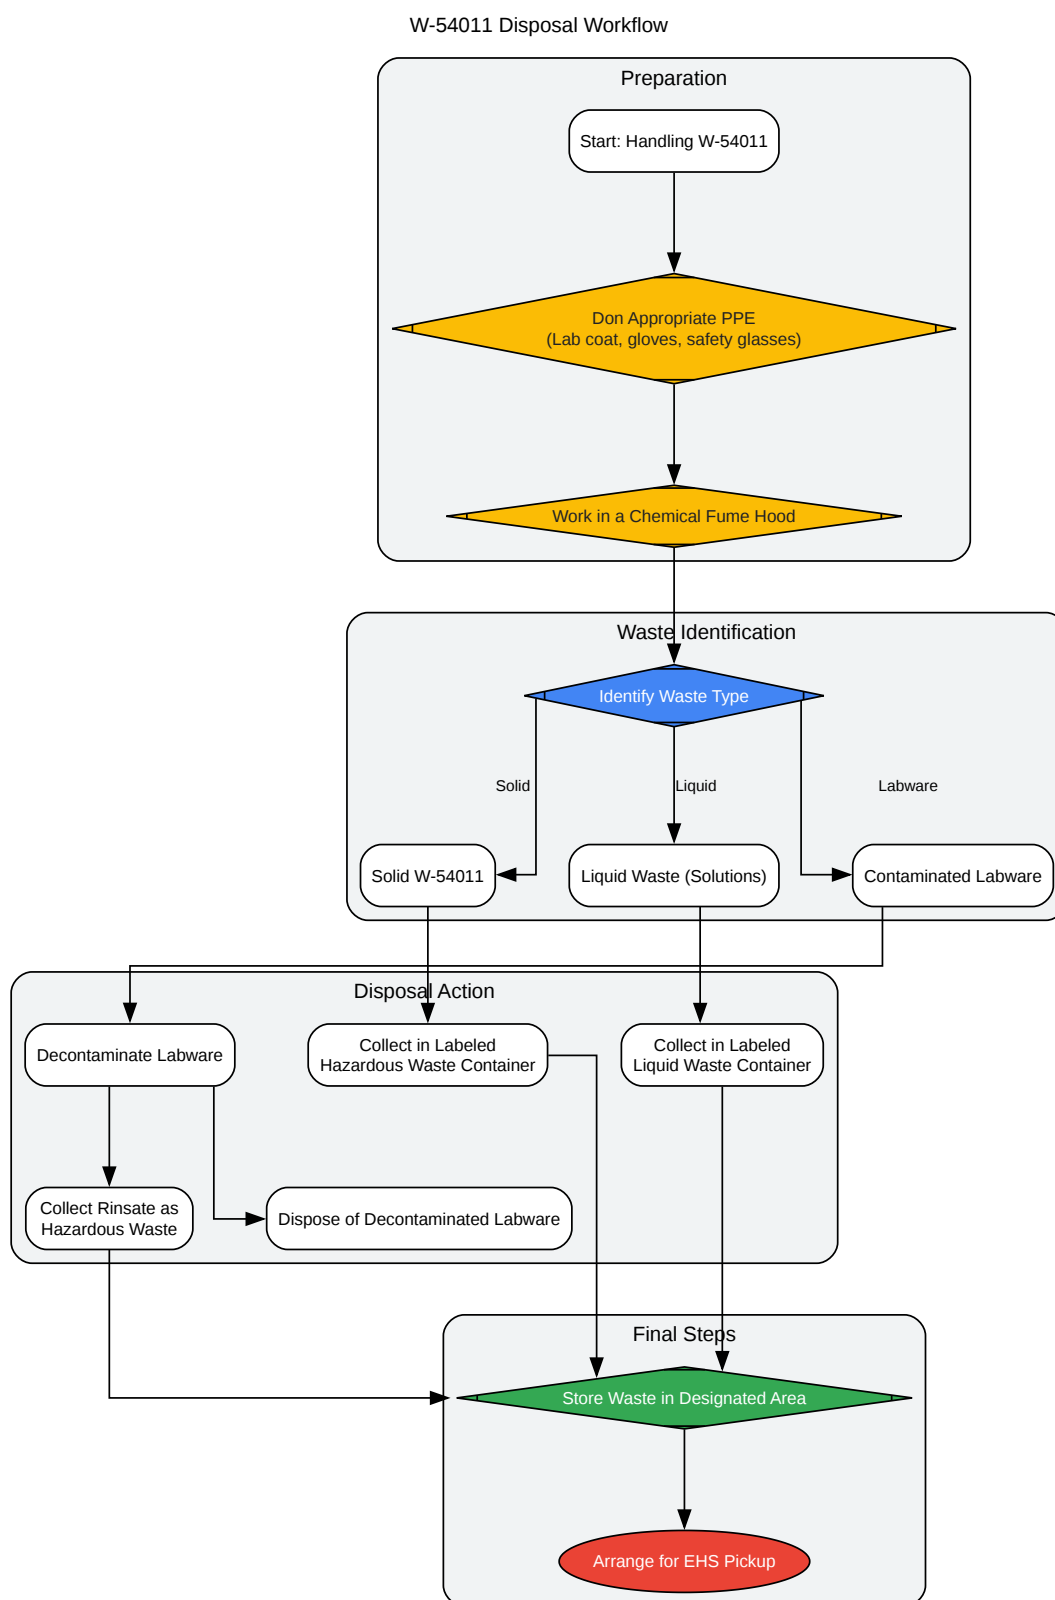 W-54011 Disposal Workflow
Preparation
Start: Handling W-54011
Don Appropriate PPE
(Lab coat, gloves, safety glasses)
Work in a Chemical Fume Hood
Waste Identification
Identify Waste Type
Solid
Liquid
Labware
Solid W-54011
Liquid Waste (Solutions)
Contaminated Labware
Disposal Action
Decontaminate Labware
Collect in Labeled
Hazardous Waste Container
Collect in Labeled
Liquid Waste Container
Collect Rinsate as
Hazardous Waste
Dispose of Decontaminated Labware
Final Steps
Store Waste in Designated Area
Arrange for EHS Pickup